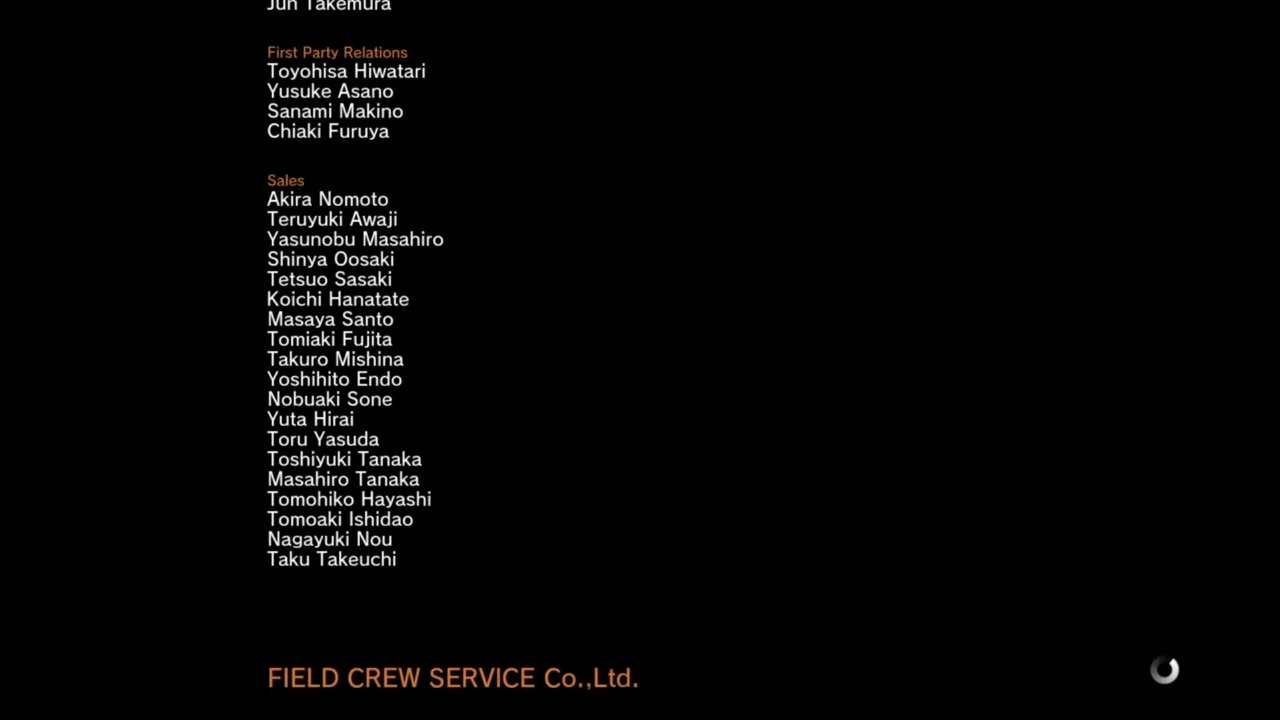 Jun Takemura
First Party Relations
Toyohisa Hiwatari
Yusuke Asano
Sanami Makino
Chiaki Furuya
Sales
Akira Nomoto
Teruyuki Awaji
Yasunobu Masahiro
Shinya Oosaki
Tetsuo Sasaki
Koichi Hanatate
Masaya Santo
Tomiaki Fujita
Takuro Mishina
Yoshihito Endo
Nobuaki Sone
Yuta Hirai
Toru Yasuda
Toshiyuki Tanaka
Masahiro Tanaka
Tomohiko Hayashi
Tomoaki Ishidao
Nagayuki Nou
Taku Takeuchi
FIELD CREW SERVICE Co.,Ltd.